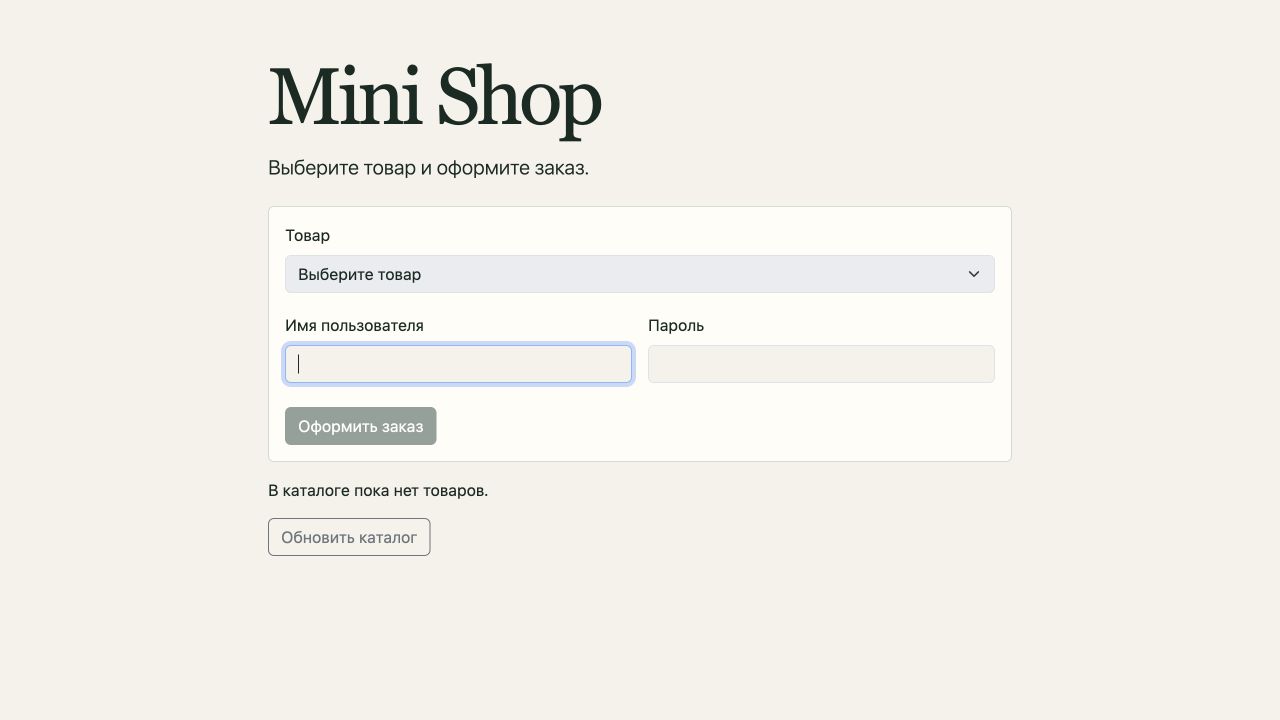 Mini Shop
Выберите товар и оформите заказ.
Товар
Выберите товар
Имя пользователя
Пароль
Оформить заказ
В каталоге пока нет товаров.
Обновить каталог